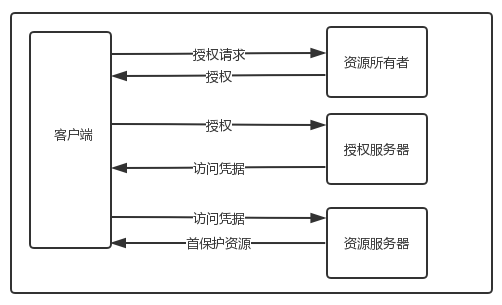 授权请求
资源所有者
授权
客户端
授权
授权服务器
访问凭据
访问凭据
资源服务器
首保护资源